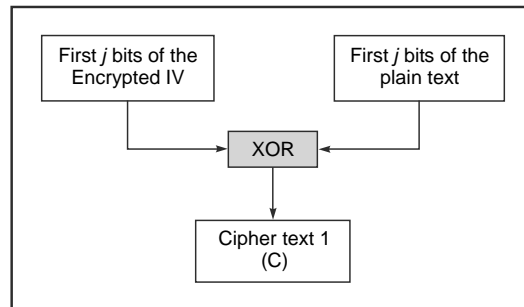 First j bits of the
Encrypted IV
First j bits of the
plain text
XOR
Cipher text 1
(C)